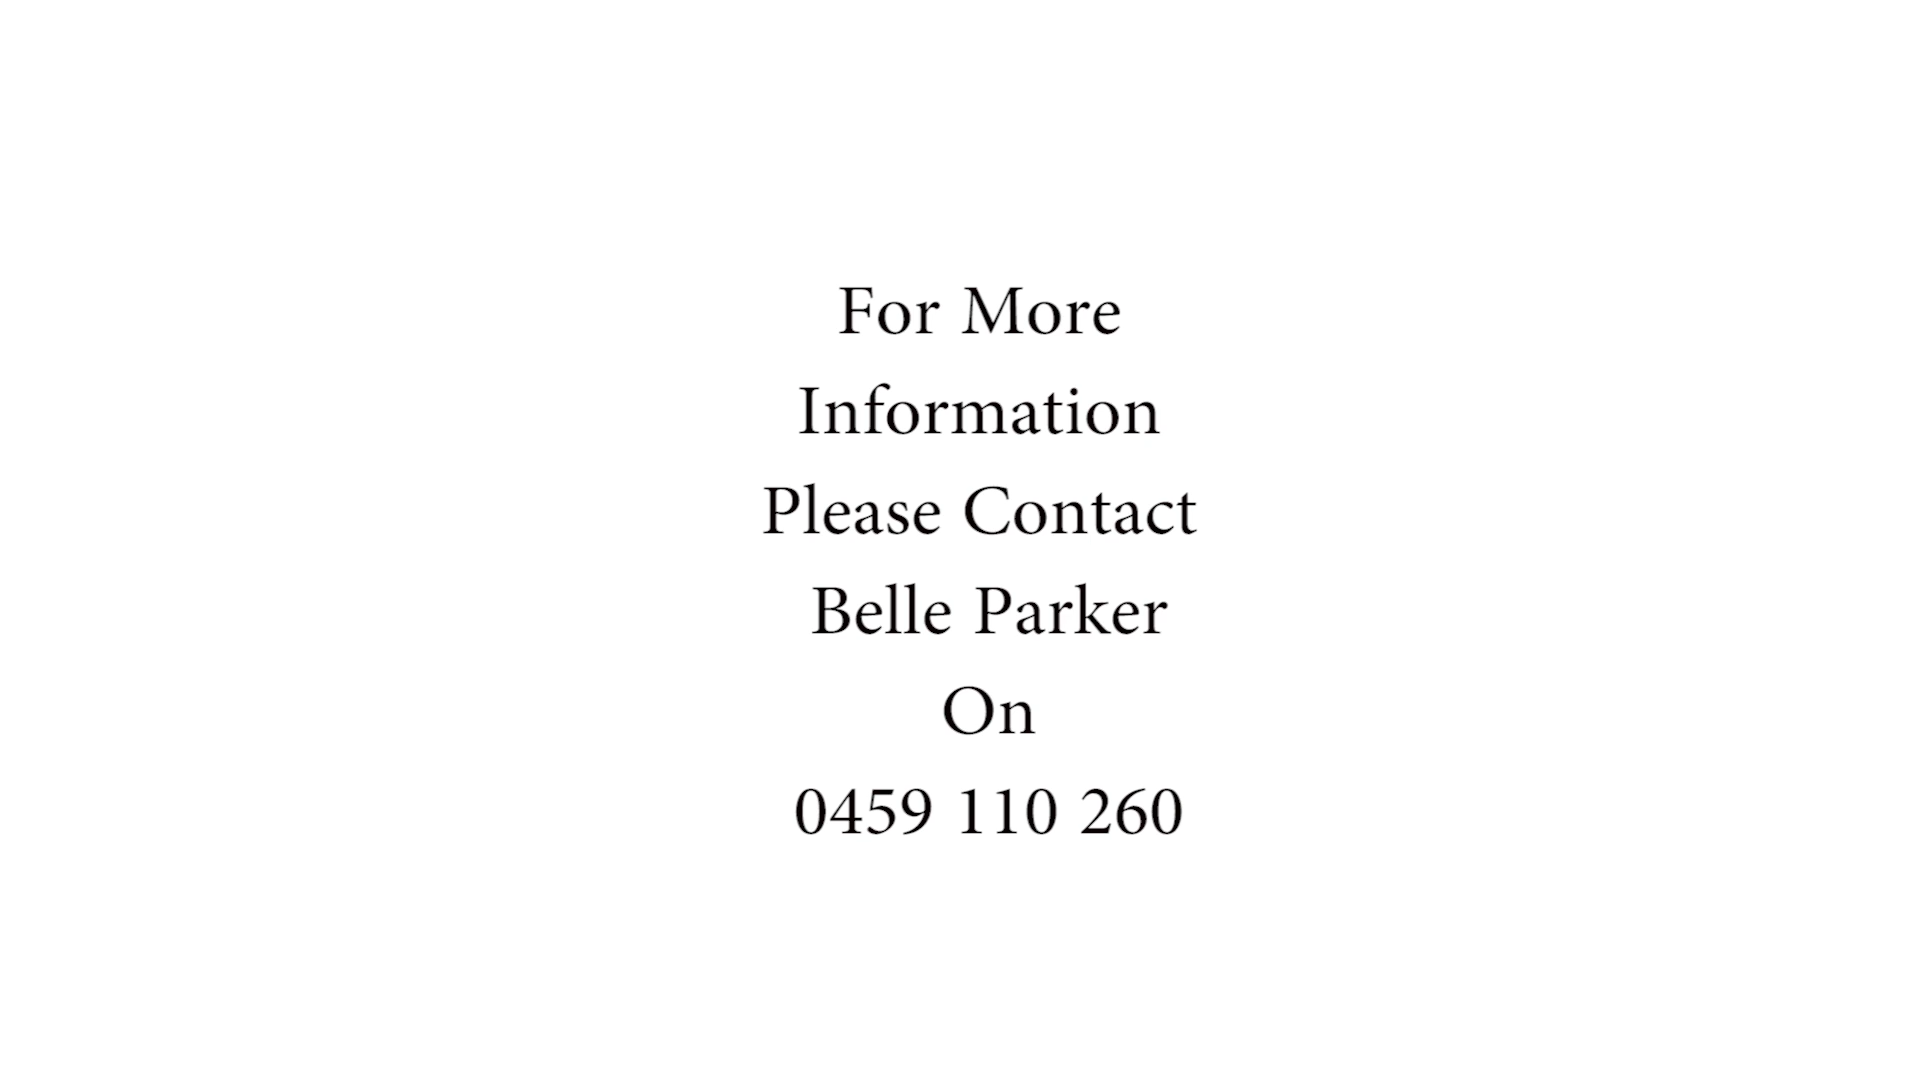 For More
Information
Please Contact
Belle Parker
On
0459 110 260